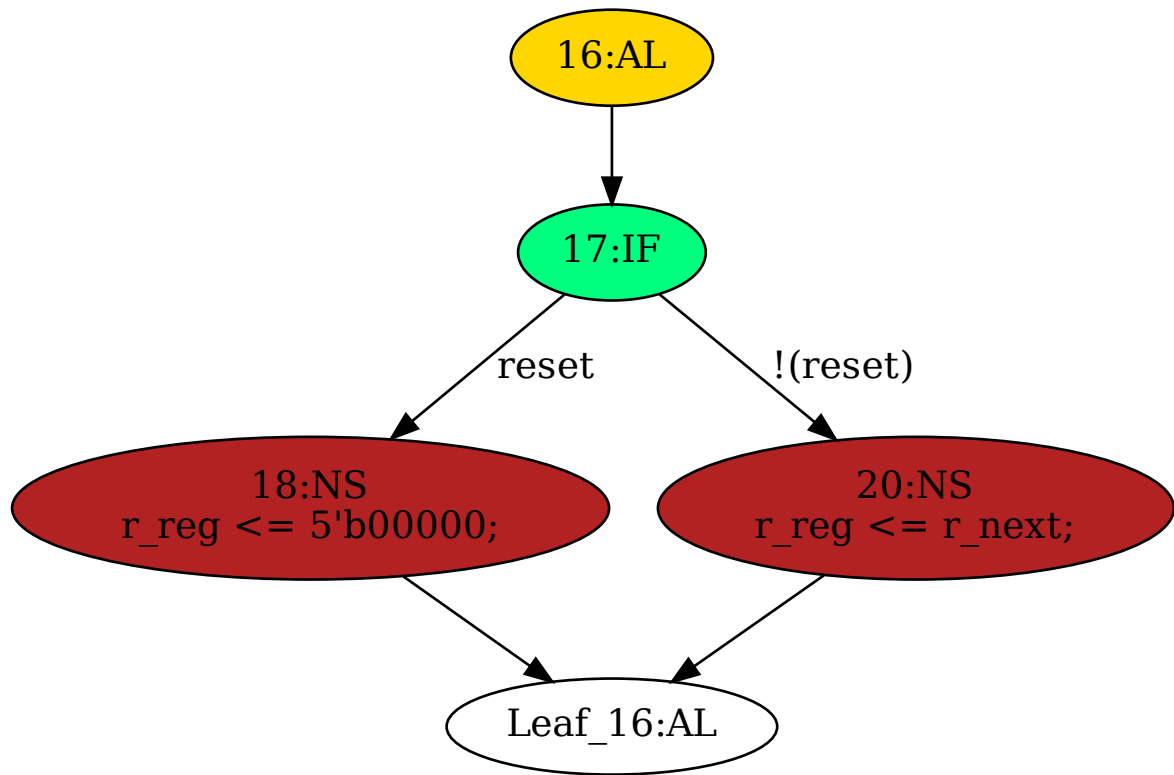 16:AL
17:IF
reset
!(reset)
18:NS
r_reg <= 5'b00000;
20:NS
r_reg <= r_next;
Leaf_16:AL